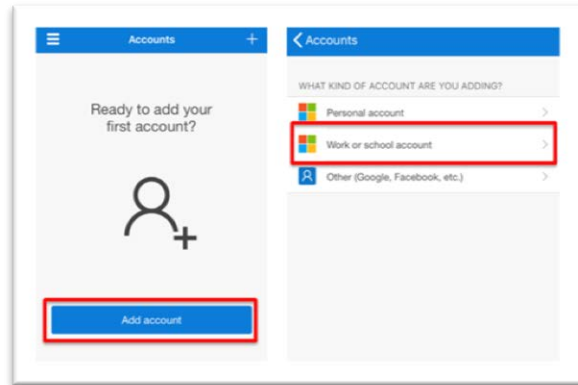 Accounts
Ready to add your
first account?
Add account
Accounts
WHAT KIND OF ACCOUNT ARE YOU ADDING?
Personal account
Work or school account
Other (Google, Facebook, etc.)